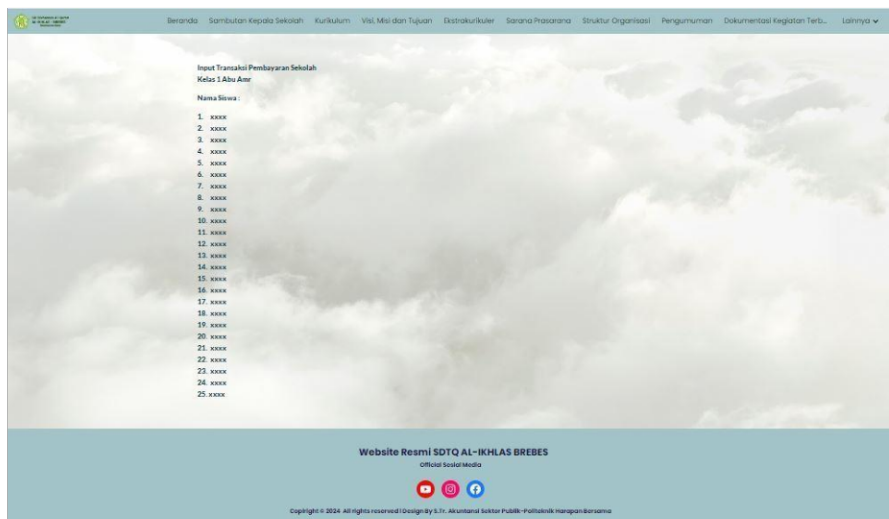 Beranda Sambutan Kepala Sekolah Kurikulum Visi, Misi dan Tujuan Ekstrakurikuler Sarana Prasarana Struktur Organisasi Pengumuman Dokumentasi Kegiatan Terb... Lainnya
Input Transaksi Pembayaran Sekolah
Kelas 1 Abu Amr
Nama Siswa :
1. xxxx
2. xxxx
3. xxxx
4. xxxx
5. xxxx
6. xxxx
7. xxxx
8. xxxx
9. xxxx
10. xxxx
11. xxxx
12. xxxx
13. xxxx
14. xxxx
15. xxxx
16. xxxx
17. xxxx
18. xxxx
19. xxxx
20. xxxx
21. xxxx
22. xxxx
23. xxxx
24. xxxx
25. xxxx
Website Resmi SDTQ AL-IKHLAS BREBES
Official Sosial Media
Copiright © 2024 All rights reserved | Design By S.Tr. Akuntansi Sektor Publik-Politeknik Harapan Bersama